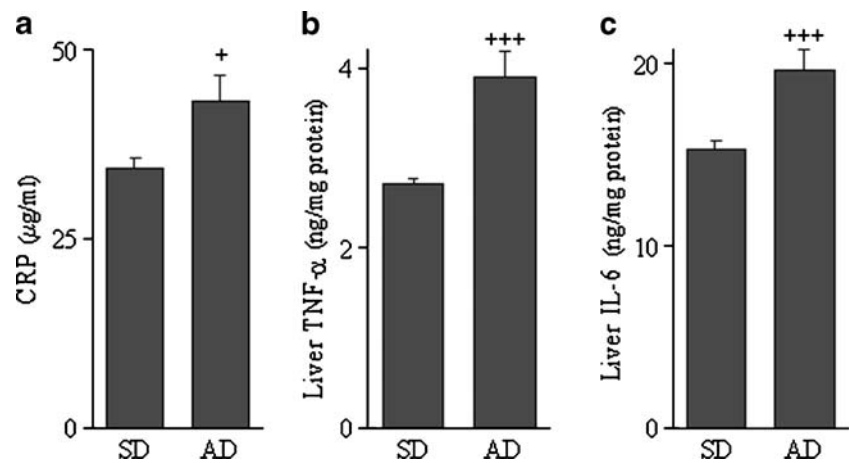 a
CRP (μg/ml)
50
25
0
+
SD
AD
b
Liver TNF-α (ng/mg protein)
4
2
0
+++
SD
AD
c
Liver IL-6 (ng/mg protein)
20
10
0
+++
SD
AD